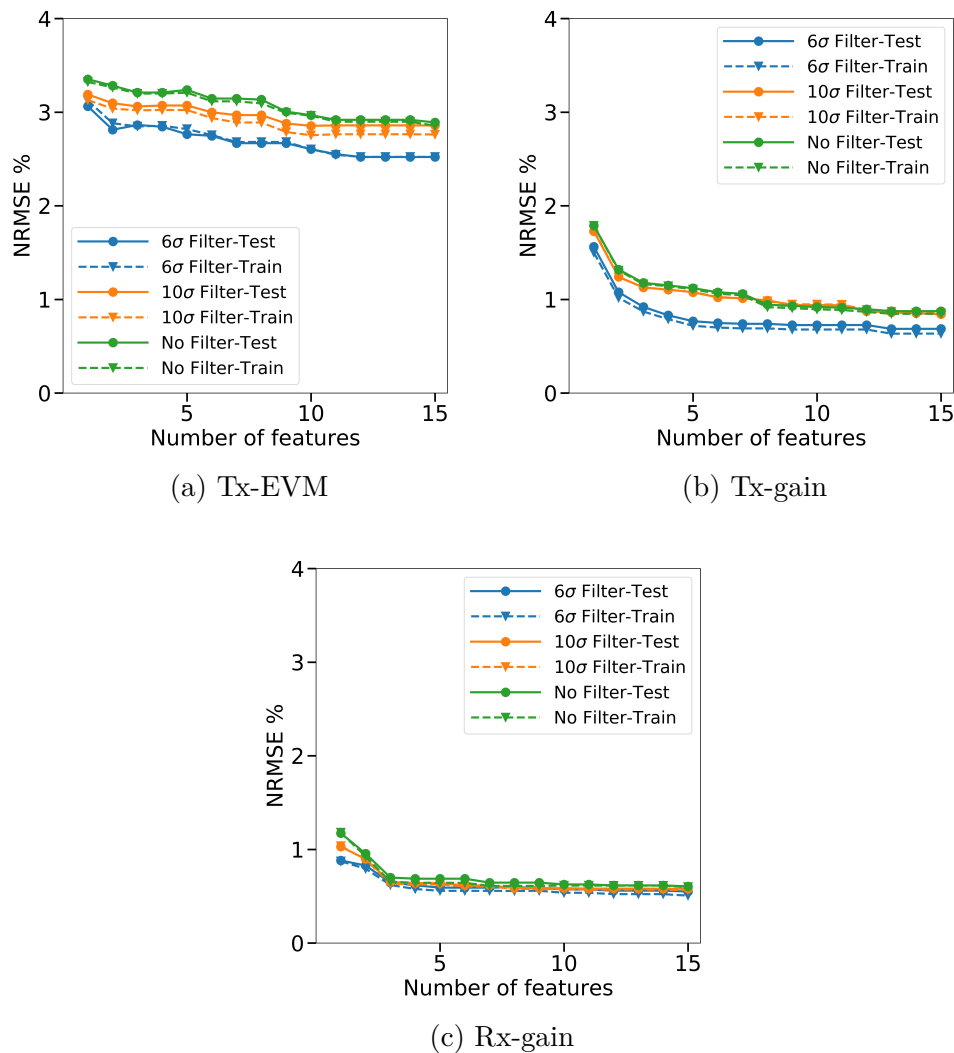 4
3
2
1
0
NRMSE %
6σ Filter-Test
6σ Filter-Train
10σ Filter-Test
10σ Filter-Train
No Filter-Test
No Filter-Train
5 10 15
Number of features
(a) Tx-EVM
4
3
2
1
0
NRMSE %
6σ Filter-Test
6σ Filter-Train
10σ Filter-Test
10σ Filter-Train
No Filter-Test
No Filter-Train
5 10 15
Number of features
(b) Tx-gain
4
3
2
1
0
NRMSE %
6σ Filter-Test
6σ Filter-Train
10σ Filter-Test
10σ Filter-Train
No Filter-Test
No Filter-Train
5 10 15
Number of features
(c) Rx-gain